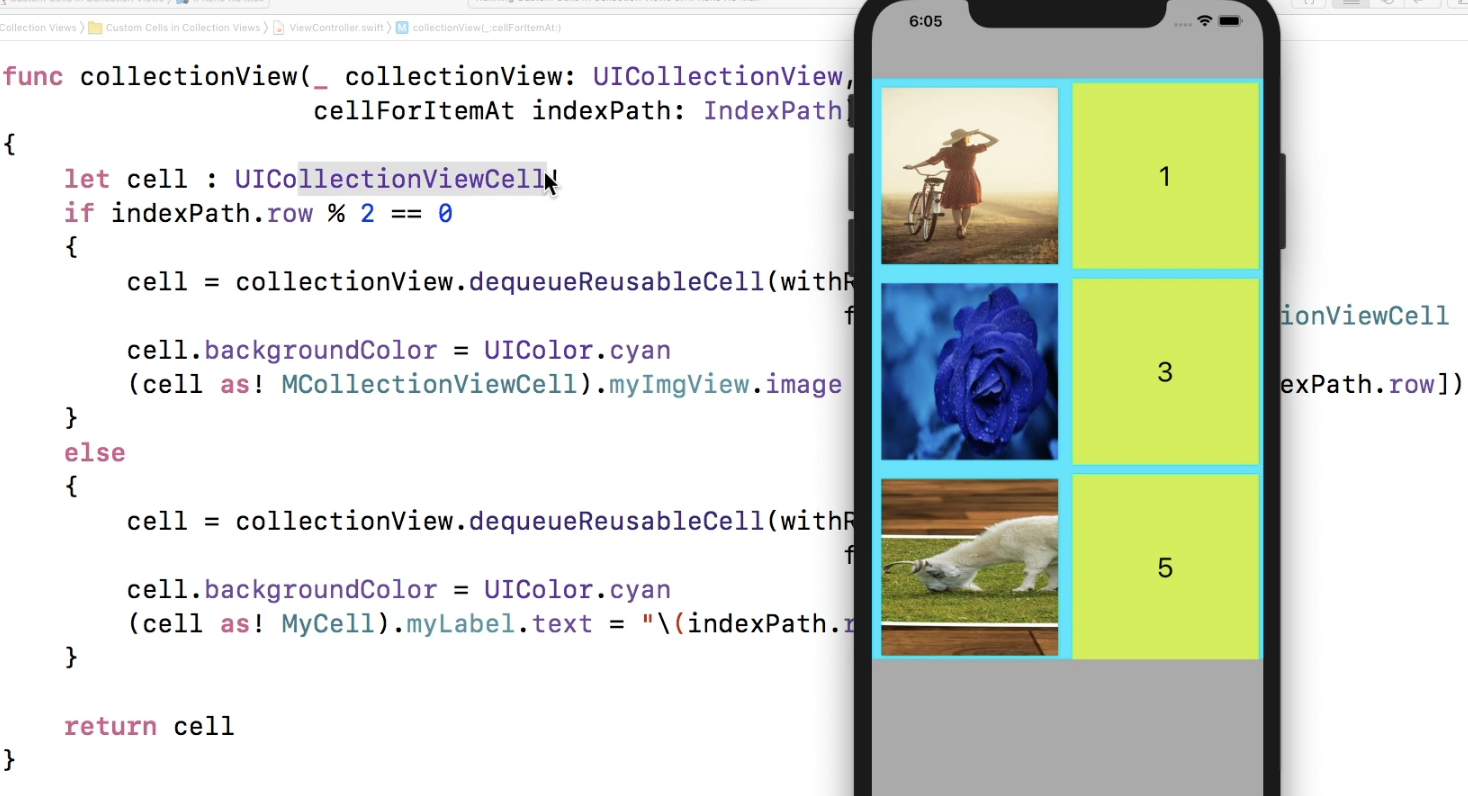 Collection Views Custom Cells in Collection Views ViewController.swift M collectionView(_:cellForItemAt:)
func collectionView(_ collectionView: UICollectionView,
cellForItemAt indexPath: IndexPath)
{
let cell : UICollectionViewCell!
if indexPath.row % 2 == 0
{
cell = collectionView.dequeueReusableCell(withR
f ionViewCell
cell.backgroundColor = UIColor.cyan
(cell as! MCollectionViewCell).myImgView.image exPath.row])
}
else
{
cell = collectionView.dequeueReusableCell(withR
f
cell.backgroundColor = UIColor.cyan
(cell as! MyCell).myLabel.text = "\(indexPath.r
}
return cell
}
6:05
1
3
5